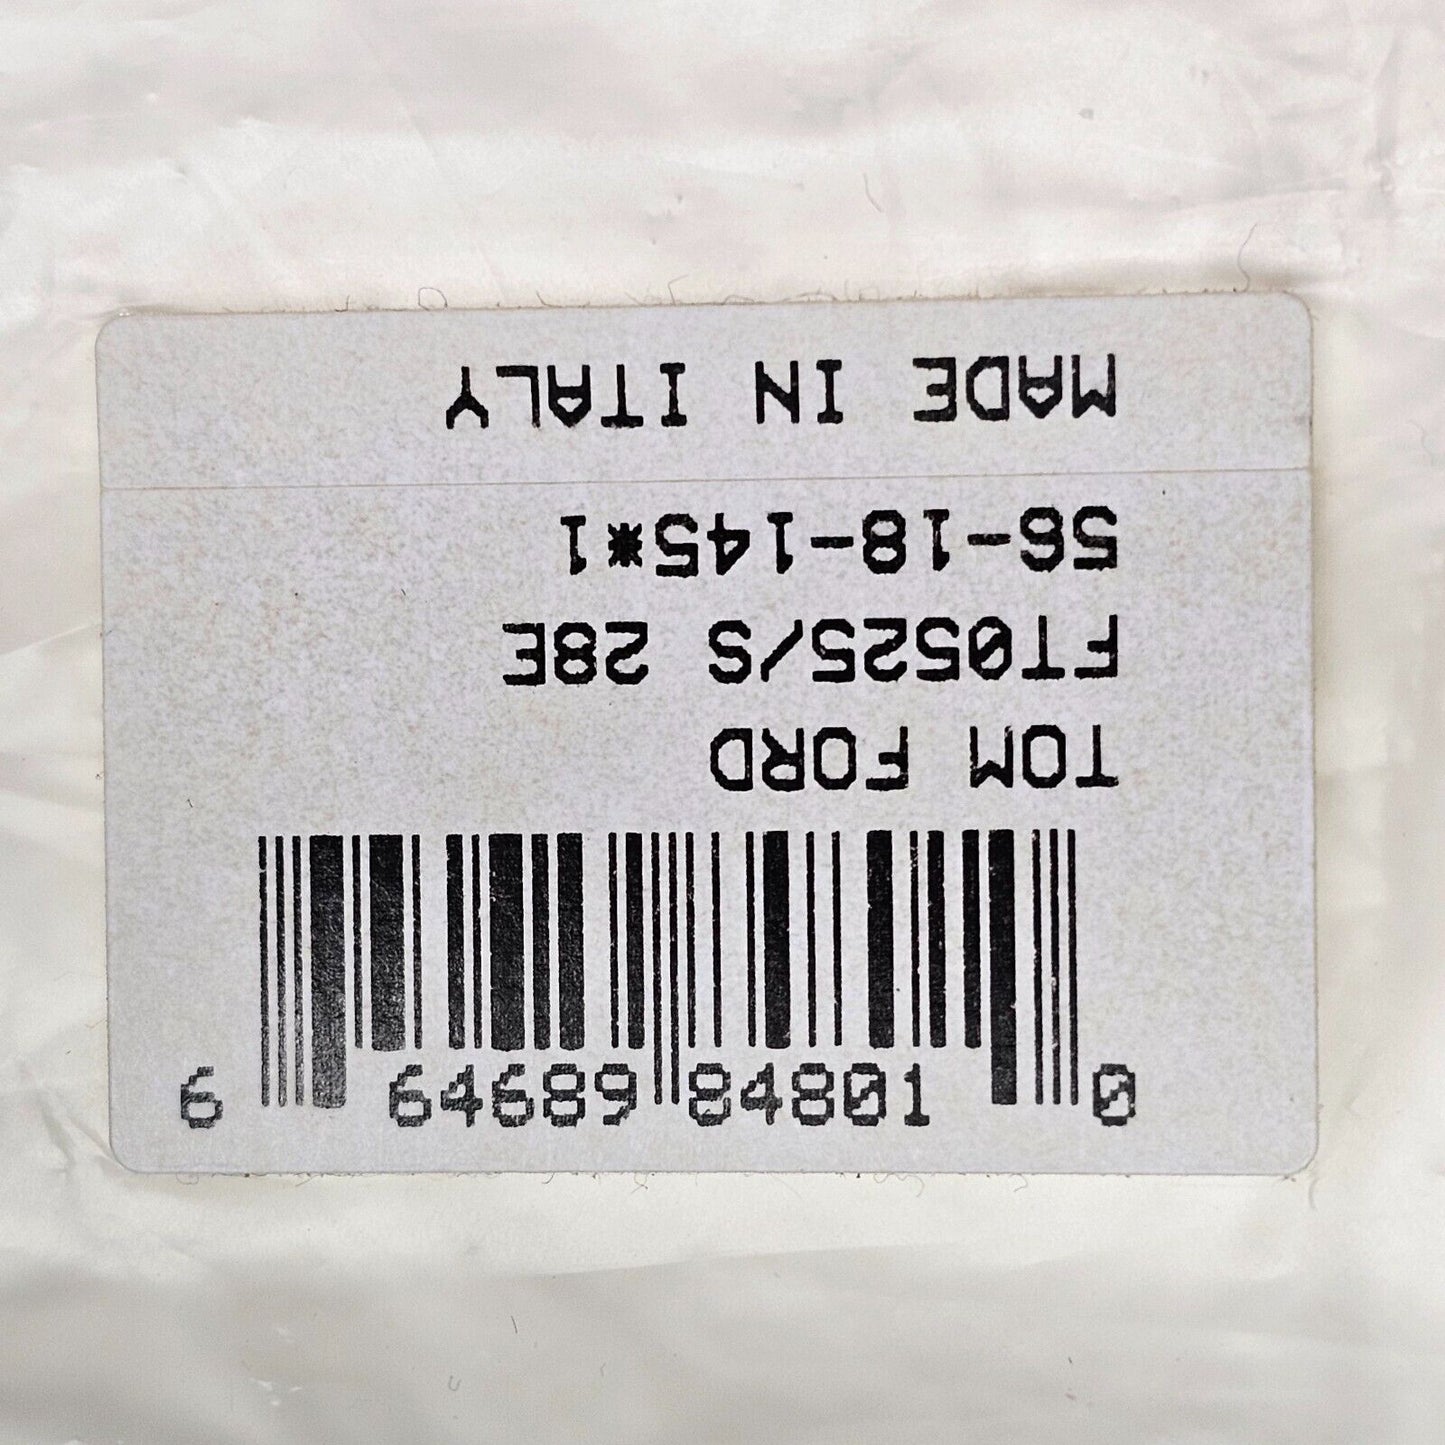 6 64689 84801 0
TOM FORD
FT0525/S 28E
56-18-145*1
MADE IN ITALY